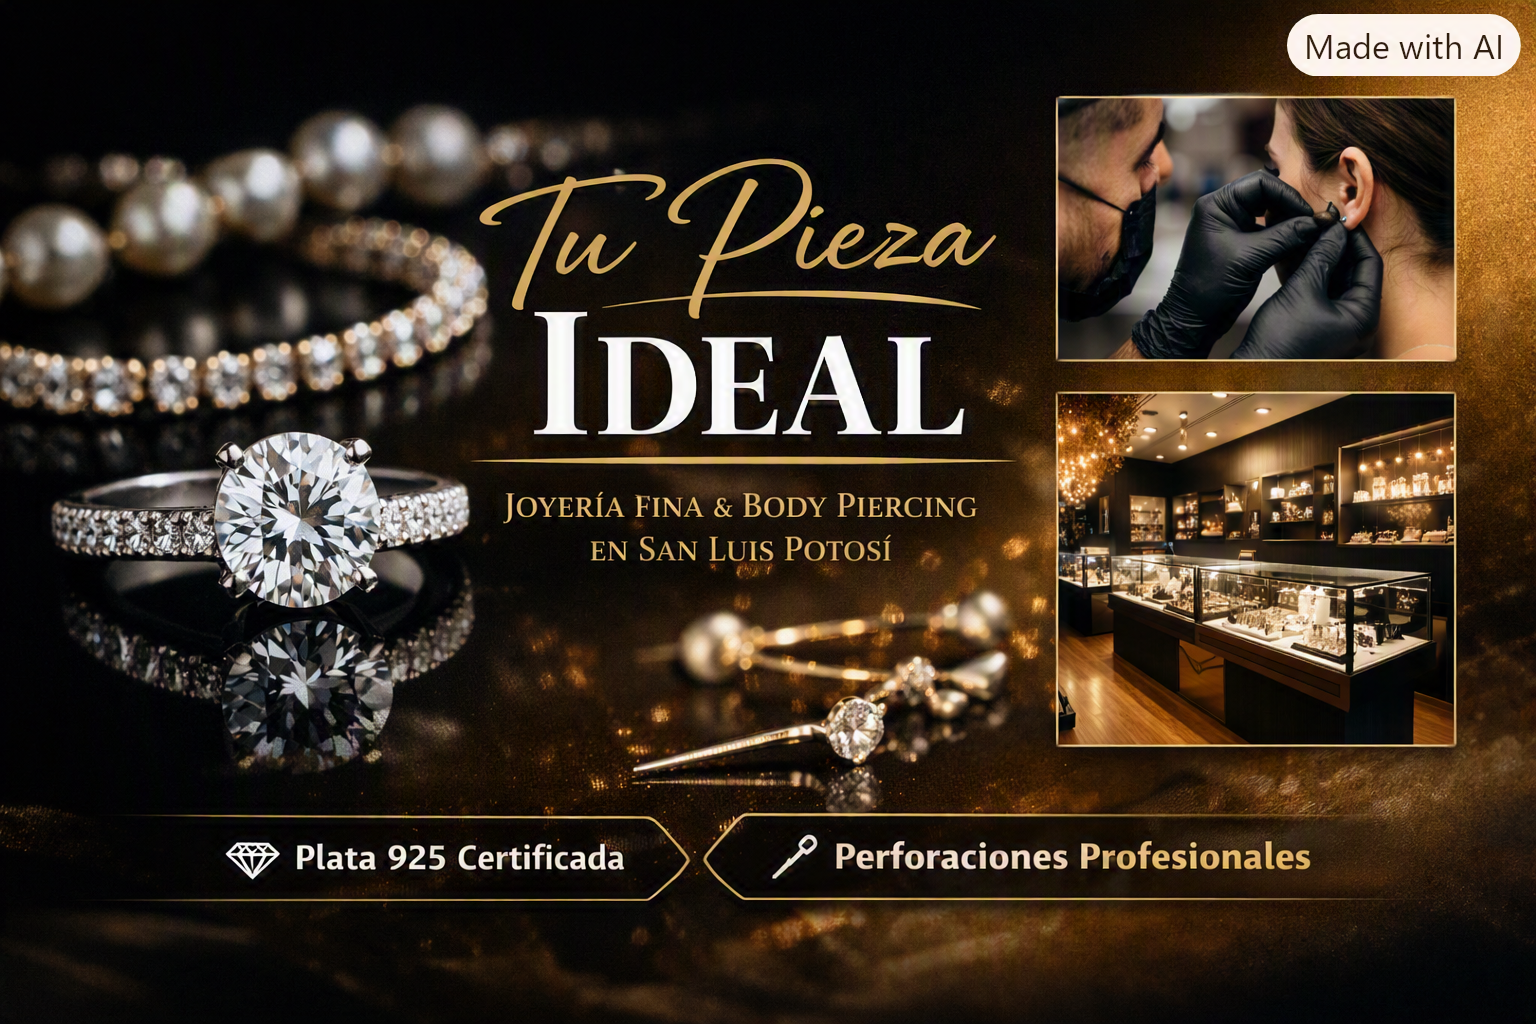 Made with AI
Tu Pieza
IDEAL
JOYERÍA FINA & BODY PIERCING
EN SAN LUIS POTOSÍ
Plata 925 Certificada
Perforaciones Profesionales